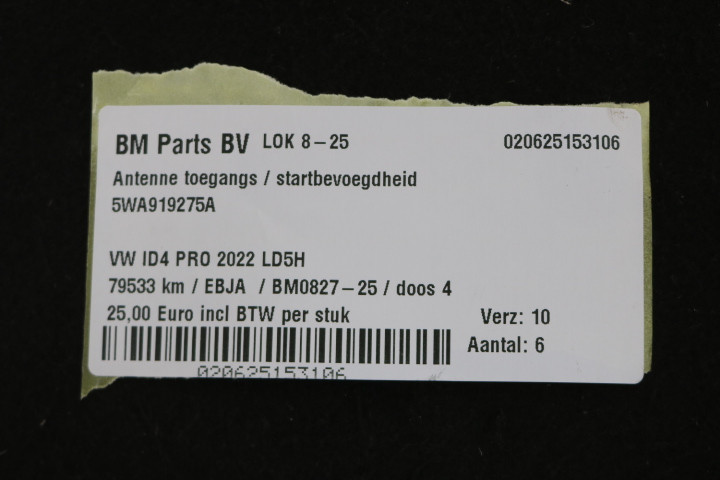 BM Parts BV LOK 8-25 020625153106
Antenne toegangs / startbevoegdheid
5WA919275A
VW ID4 PRO 2022 LD5H
79533 km / EBJA / BM0827-25 / doos 4
25,00 Euro incl BTW per stuk Verz: 10
Aantal: 6
020625153106